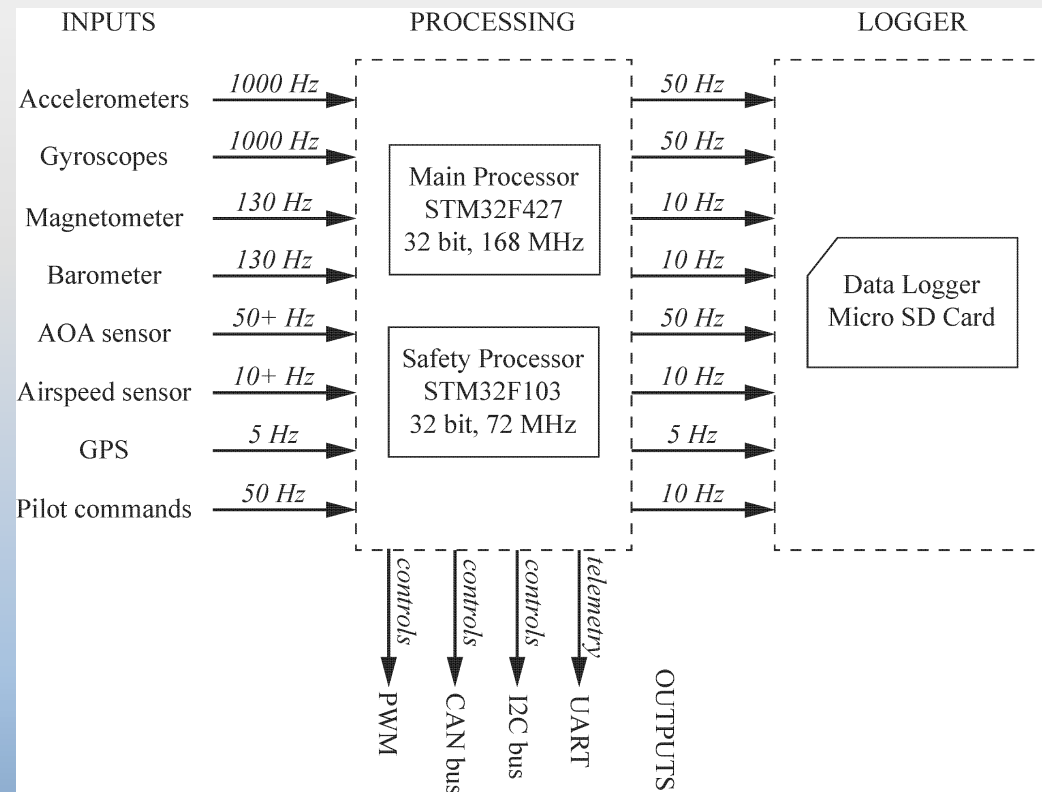 INPUTS
PROCESSING
LOGGER
Accelerometers
1000 Hz
50 Hz
Gyroscopes
1000 Hz
50 Hz
Magnetometer
130 Hz
10 Hz
Barometer
130 Hz
10 Hz
AOA sensor
50+ Hz
50 Hz
Airspeed sensor
10+ Hz
10 Hz
GPS
5 Hz
5 Hz
Pilot commands
50 Hz
10 Hz
Main Processor
STM32F427
32 bit, 168 MHz
Safety Processor
STM32F103
32 bit, 72 MHz
Data Logger
Micro SD Card
controls
controls
controls
telemetry
PWM
CAN bus
I2C bus
UART
OUTPUTS